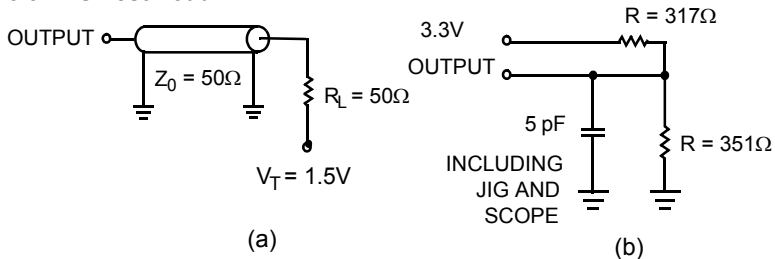 OUTPUT
Z0 = 50Ω
RL = 50Ω
VT = 1.5V
(a)
R = 317Ω
3.3V
OUTPUT
5 pF
R = 351Ω
INCLUDING
JIG AND
SCOPE
(b)